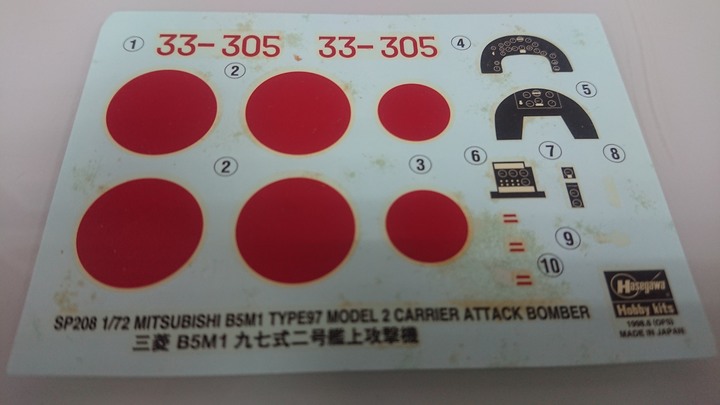 ① 33-305 33-305 ④
②
⑤
② ③ ⑥ ⑦ ⑧
⑨
⑩
Hasegawa
Hobby kits
MADE IN JAPAN
SP208 1/72 MITSUBISHI B5M1 TYPE97 MODEL 2 CARRIER ATTACK BOMBER
三菱 B5M1 九七式二号艦上攻撃機